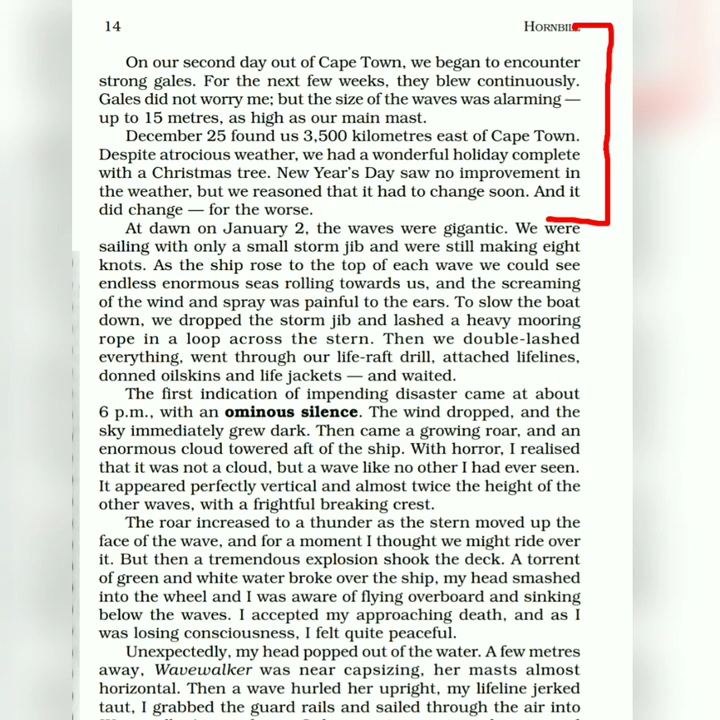 14
HORNBILL
On our second day out of Cape Town, we began to encounter
strong gales. For the next few weeks, they blew continuously.
Gales did not worry me; but the size of the waves was alarming —
up to 15 metres, as high as our main mast.
December 25 found us 3,500 kilometres east of Cape Town.
Despite atrocious weather, we had a wonderful holiday complete
with a Christmas tree. New Year's Day saw no improvement in
the weather, but we reasoned that it had to change soon. And it
did change — for the worse.
At dawn on January 2, the waves were gigantic. We were
sailing with only a small storm jib and were still making eight
knots. As the ship rose to the top of each wave we could see
endless enormous seas rolling towards us, and the screaming
of the wind and spray was painful to the ears. To slow the boat
down, we dropped the storm jib and lashed a heavy mooring
rope in a loop across the stern. Then we double-lashed
everything, went through our life-raft drill, attached lifelines,
donned oilskins and life jackets — and waited.
The first indication of impending disaster came at about
6 p.m., with an ominous silence. The wind dropped, and the
sky immediately grew dark. Then came a growing roar, and an
enormous cloud towered aft of the ship. With horror, I realised
that it was not a cloud, but a wave like no other I had ever seen.
It appeared perfectly vertical and almost twice the height of the
other waves, with a frightful breaking crest.
The roar increased to a thunder as the stern moved up the
face of the wave, and for a moment I thought we might ride over
it. But then a tremendous explosion shook the deck. A torrent
of green and white water broke over the ship, my head smashed
into the wheel and I was aware of flying overboard and sinking
below the waves. I accepted my approaching death, and as I
was losing consciousness, I felt quite peaceful.
Unexpectedly, my head popped out of the water. A few metres
away, Wavewalker was near capsizing, her masts almost
horizontal. Then a wave hurled her upright, my lifeline jerked
taut, I grabbed the guard rails and sailed through the air into